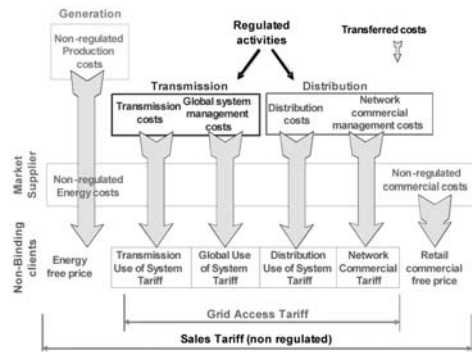 Generation
Regulated
activities
Transferred costs
Non-regulated
Production
costs
Transmission
Distribution
Transmission
costs
Global system
management
costs
Distribution
costs
Network
commercial
management costs
Market
Supplier
Non-regulated
Energy costs
Non-regulated
commercial costs
Non-Binding
clients
Energy
free price
Transmission
Use of System
Tariff
Global Use
of System
Tariff
Distribution
Use of System
Tariff
Network
Commercial
Tariff
Retail
commercial
free price
Grid Access Tariff
Sales Tariff (non regulated)